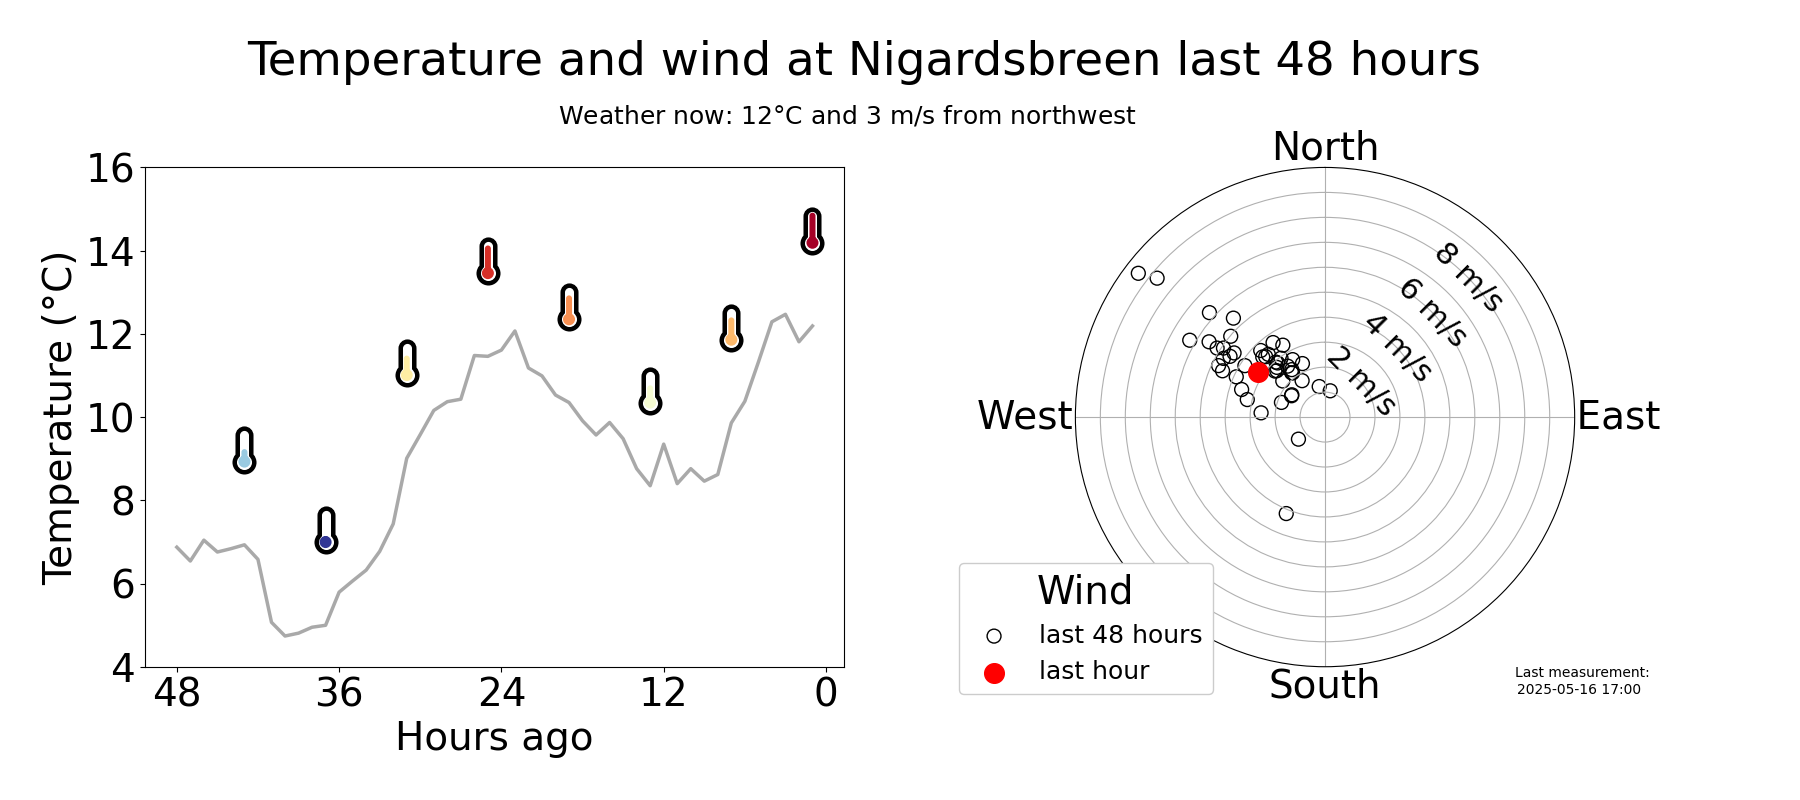 Temperature and wind at Nigardsbreen last 48 hours
Weather now: 12°C and 3 m/s from northwest
Temperature (°C)
16
14
12
10
8
6
4
48 36 24 12 0
Hours ago
North
West
East
South
8 m/s
6 m/s
4 m/s
2 m/s
Wind
last 48 hours
last hour
Last measurement:
2025-05-16 17:00